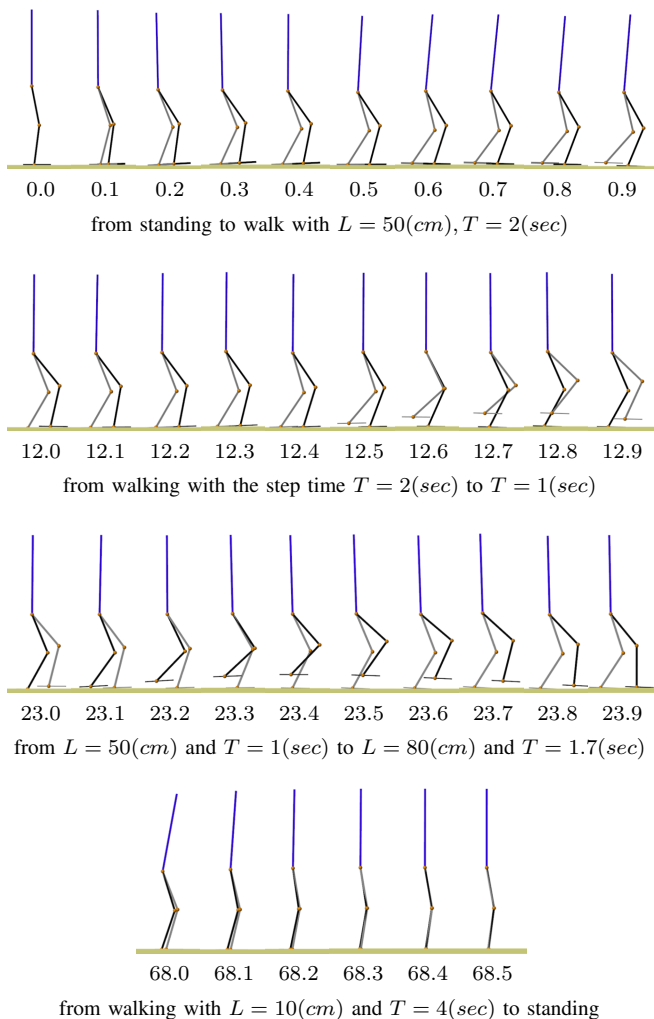 0.0 0.1 0.2 0.3 0.4 0.5 0.6 0.7 0.8 0.9
from standing to walk with L = 50(cm), T = 2(sec)
12.0 12.1 12.2 12.3 12.4 12.5 12.6 12.7 12.8 12.9
from walking with the step time T = 2(sec) to T = 1(sec)
23.0 23.1 23.2 23.3 23.4 23.5 23.6 23.7 23.8 23.9
from L = 50(cm) and T = 1(sec) to L = 80(cm) and T = 1.7(sec)
68.0 68.1 68.2 68.3 68.4 68.5
from walking with L = 10(cm) and T = 4(sec) to standing